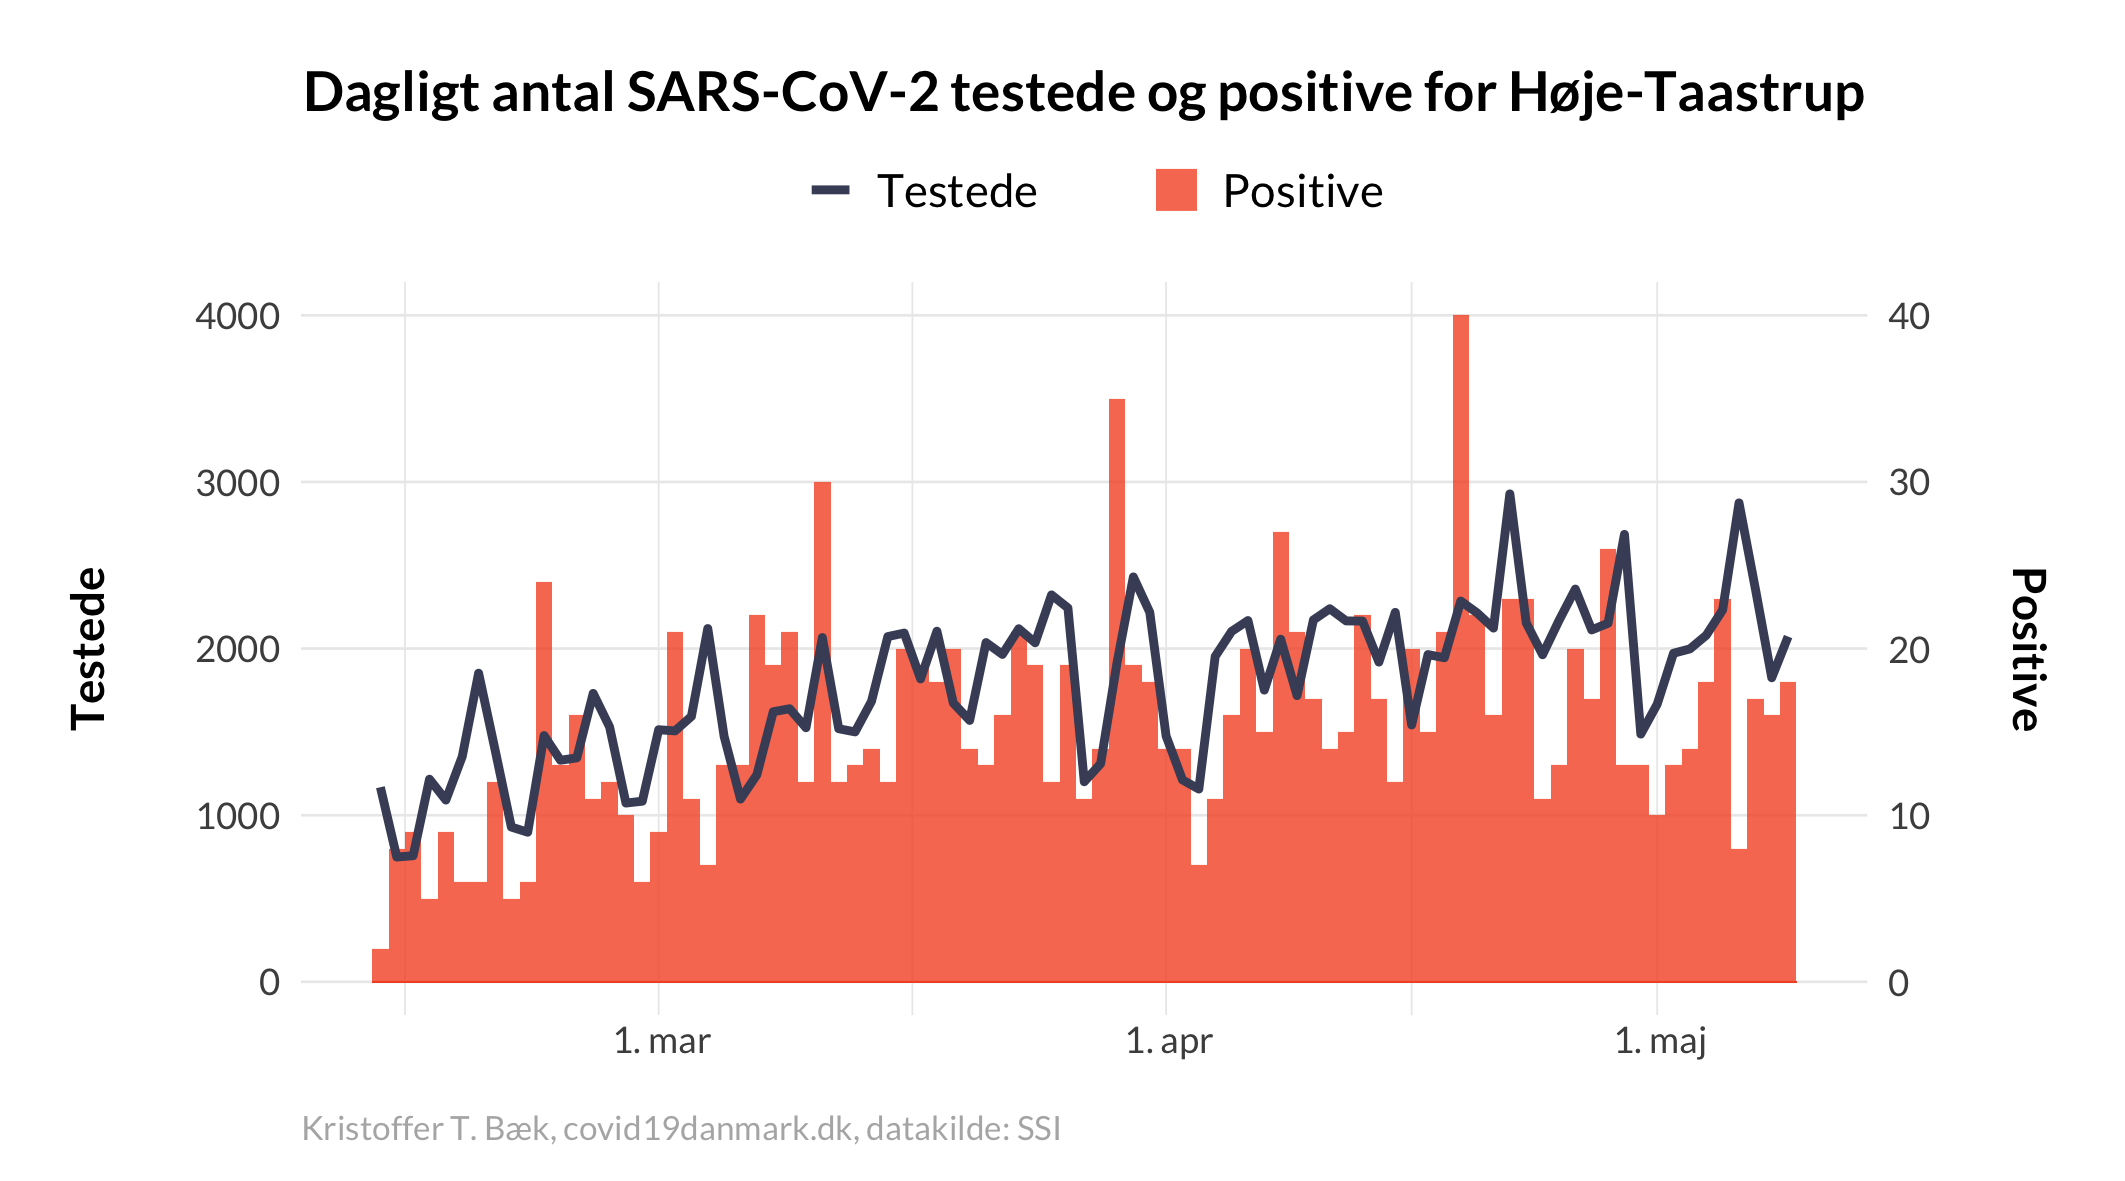 Dagligt antal SARS-CoV-2 testede og positive for Høje-Taastrup
Testede
Positive
4000
3000
2000
1000
0
40
30
20
10
0
Testede
Positive
1. mar
1. apr
1. maj
Kristoffer T. Bæk, covid19danmark.dk, datakilde: SSI